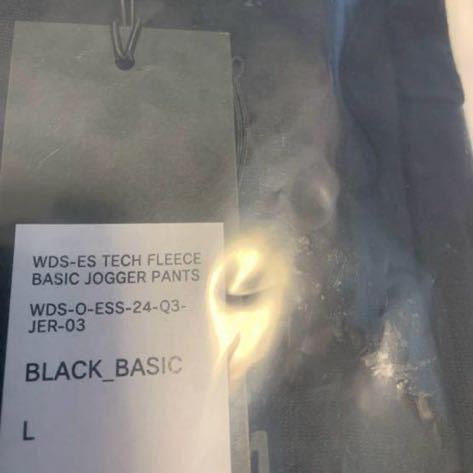 WDS-ES TECH FLEECE
BASIC JOGGER PANTS
WDS-O-ESS-24-Q3-
JER-03
BLACK_BASIC
L